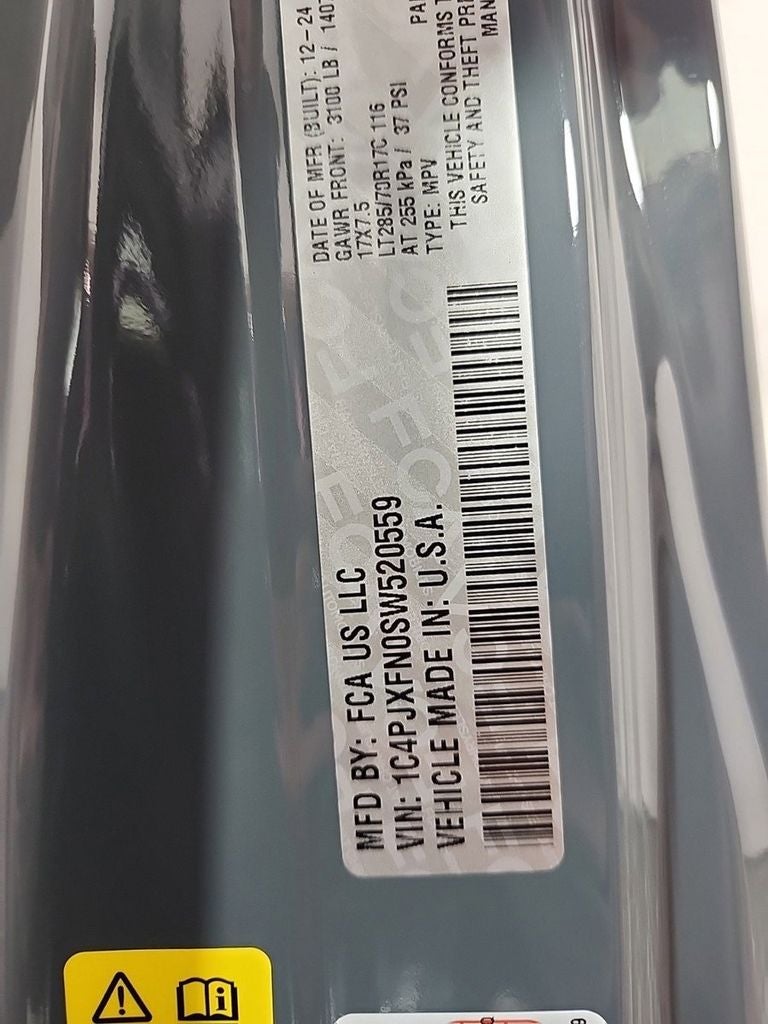 MFD BY: FCA US LLC
VIN: 1C4PJXFN0SW520559
VEHICLE MADE IN: U.S.A.
DATE OF MFR (BUILT): 12-24
GAWR FRONT: 3100 LB / 140
17X7.5
LT285/70R17C 116
AT 255 kPa / 37 PSI
TYPE: MPV
PA
THIS VEHICLE CONFORMS T
SAFETY AND THEFT PR
MAN